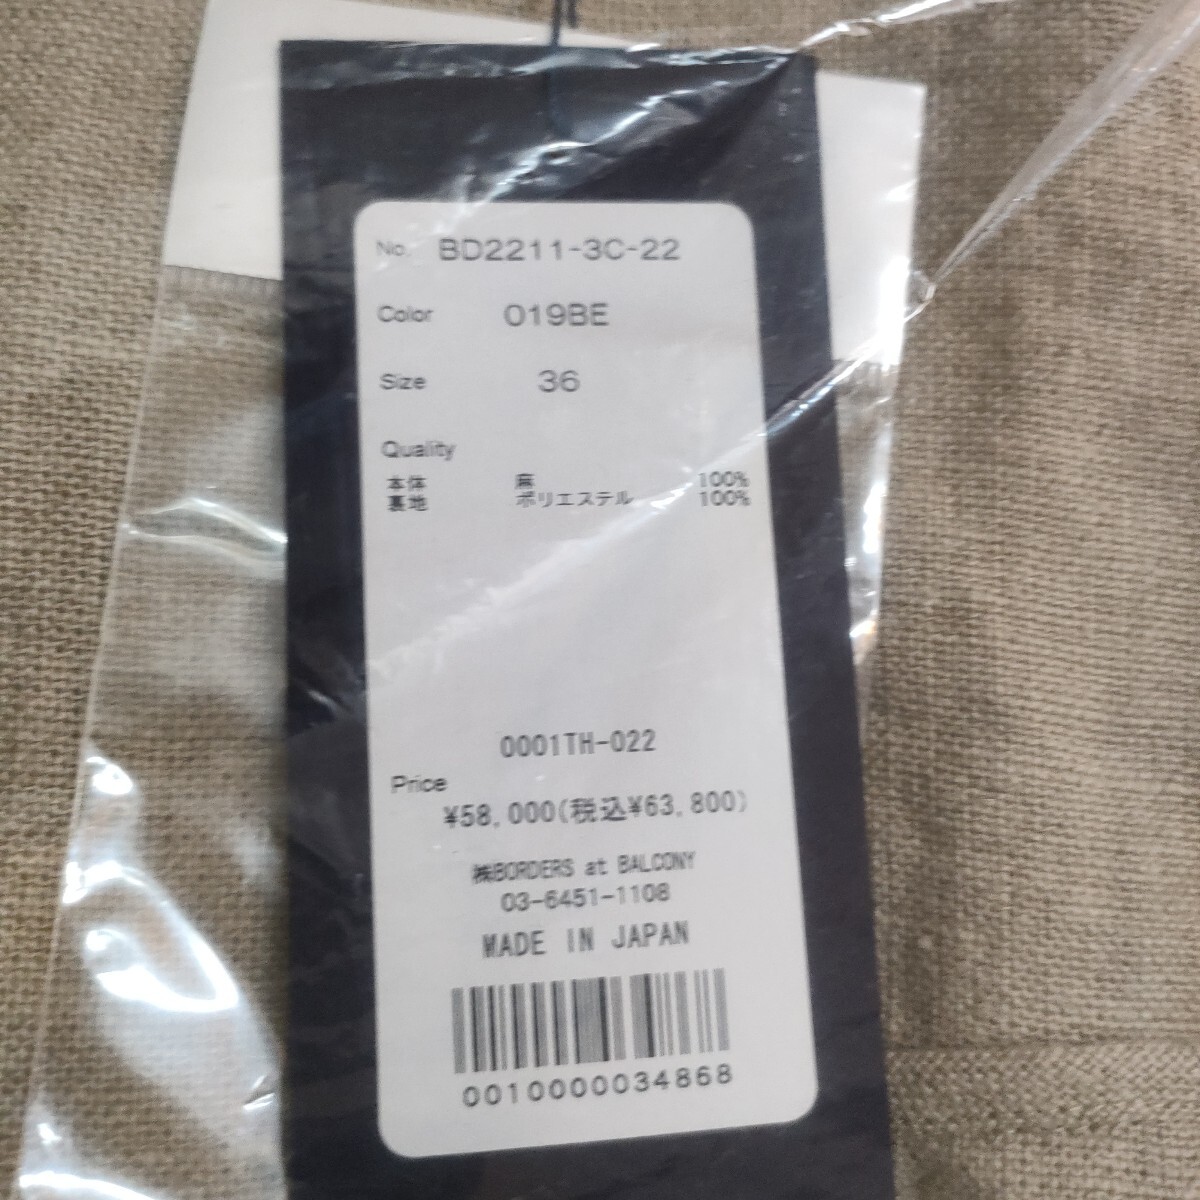 No. BD2211-3C-22
Color 019BE
Size 36
Quality
本体 麻 100%
裏地 ポリエステル 100%
0001TH-022
Price
¥58,000(税込¥63,800)
㈱BORDERS at BALCONY
03-6451-1108
MADE IN JAPAN
0010000034868